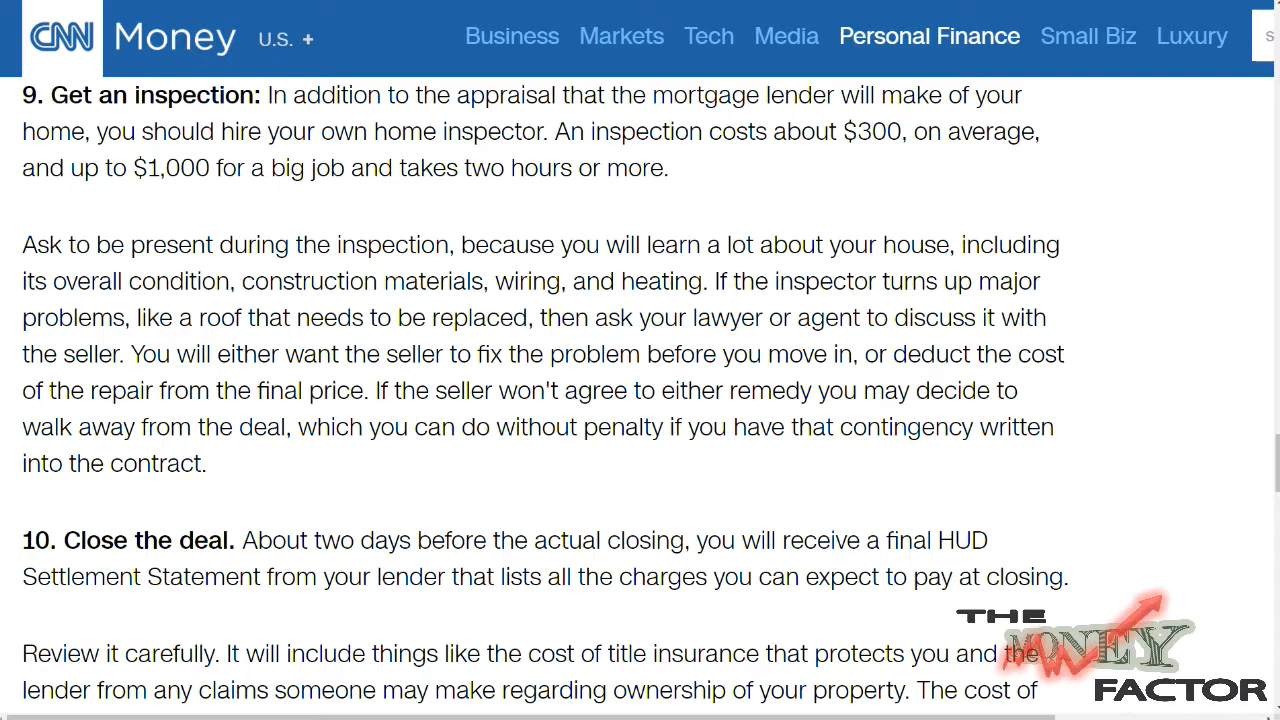 CNN Money U.S. + Business Markets Tech Media Personal Finance Small Biz Luxury s
9. Get an inspection: In addition to the appraisal that the mortgage lender will make of your
home, you should hire your own home inspector. An inspection costs about $300, on average,
and up to $1,000 for a big job and takes two hours or more.
Ask to be present during the inspection, because you will learn a lot about your house, including
its overall condition, construction materials, wiring, and heating. If the inspector turns up major
problems, like a roof that needs to be replaced, then ask your lawyer or agent to discuss it with
the seller. You will either want the seller to fix the problem before you move in, or deduct the cost
of the repair from the final price. If the seller won't agree to either remedy you may decide to
walk away from the deal, which you can do without penalty if you have that contingency written
into the contract.
10. Close the deal. About two days before the actual closing, you will receive a final HUD
Settlement Statement from your lender that lists all the charges you can expect to pay at closing.
Review it carefully. It will include things like the cost of title insurance that protects you and the
lender from any claims someone may make regarding ownership of your property. The cost of
THE
MONEY
FACTOR